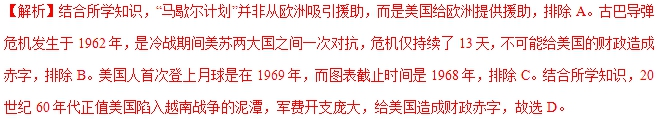 【解析】结合所学知识，“马歇尔计划”并非从欧洲吸引援助，而是美国给欧洲提供援助，排除 A。古巴导弹
危机发生于 1962 年，是冷战期间美苏两大国之间一次对抗，危机仅持续了 13 天，不可能给美国的财政造成
赤字，排除 B。美国人首次登上月球是在 1969 年，而图表截止时间是 1968 年，排除 C。结合所学知识，20
世纪 60 年代正值美国陷入越南战争的泥潭，军费开支庞大，给美国造成财政赤字，故选 D。